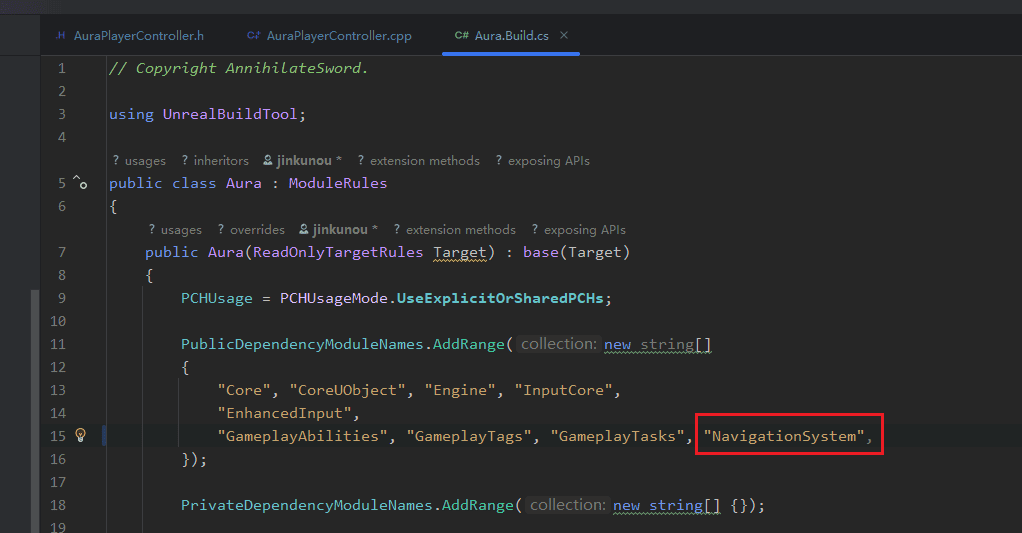 .H AuraPlayerController.h C++ AuraPlayerController.cpp C# Aura.Build.cs ×
1 // Copyright AnnihilateSword.
2
3 using UnrealBuildTool;
4
? usages ? inheritors jinkunou * ? extension methods ? exposing APIs
5 public class Aura : ModuleRules
6 {
? usages ? overrides jinkunou * ? extension methods ? exposing APIs
7 public Aura(ReadOnlyTargetRules Target) : base(Target)
8 {
9 PCHUsage = PCHUsageMode.UseExplicitOrSharedPCHs;
10
11 PublicDependencyModuleNames.AddRange( collection: new string[]
12 {
13 "Core", "CoreUObject", "Engine", "InputCore",
14 "EnhancedInput",
15 "GameplayAbilities", "GameplayTags", "GameplayTasks", "NavigationSystem",
16 });
17
18 PrivateDependencyModuleNames.AddRange( collection: new string[] {});
19